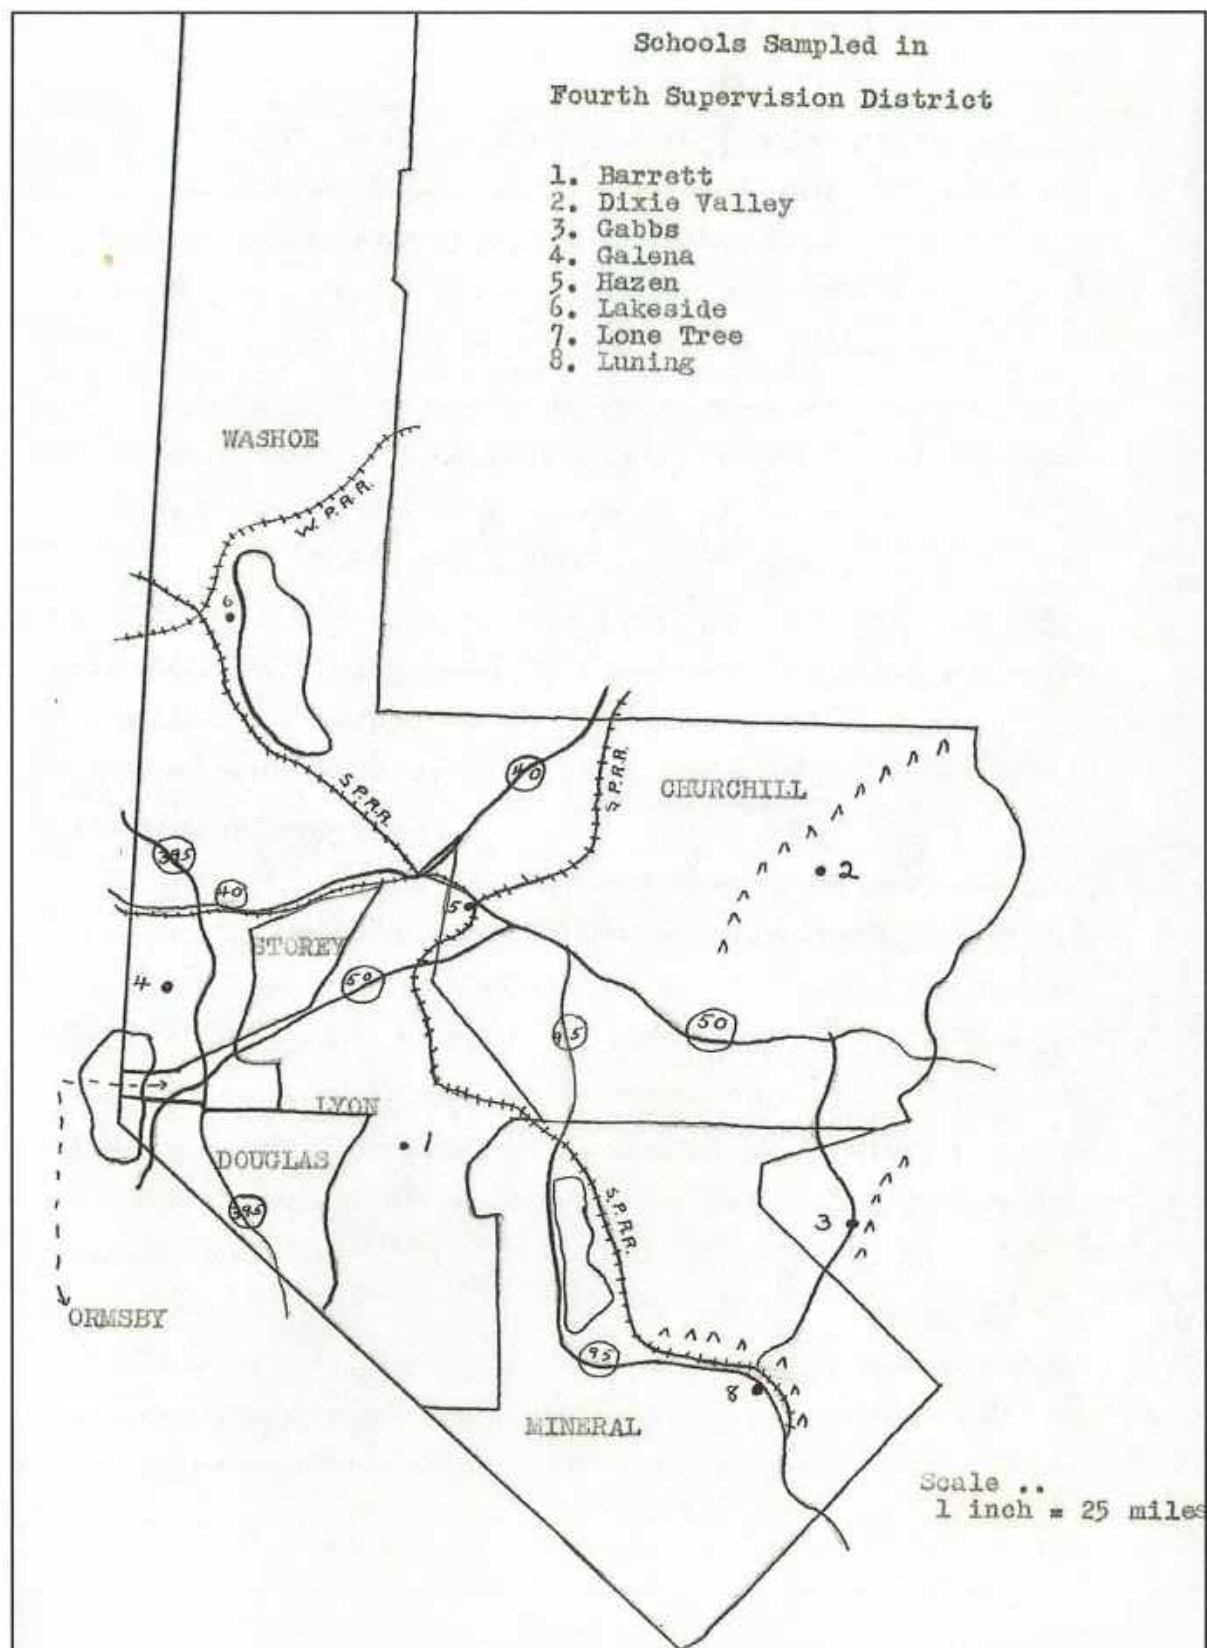 Schools Sampled in
Fourth Supervision District
1. Barrett
2. Dixie Valley
3. Gabbs
4. Galena
5. Hazen
6. Lakeside
7. Lone Tree
8. Luning
WASHOE
W.P.R.R.
6
S.P.R.R.
40
S.P.R.R.
CHURCHILL
395
2
40
5
STOREY
4
50
95
50
LYON
1
DOUGLAS
395
S.P.R.R.
3
ORMSBY
95
8
MINERAL
Scale ..
1 inch = 25 miles